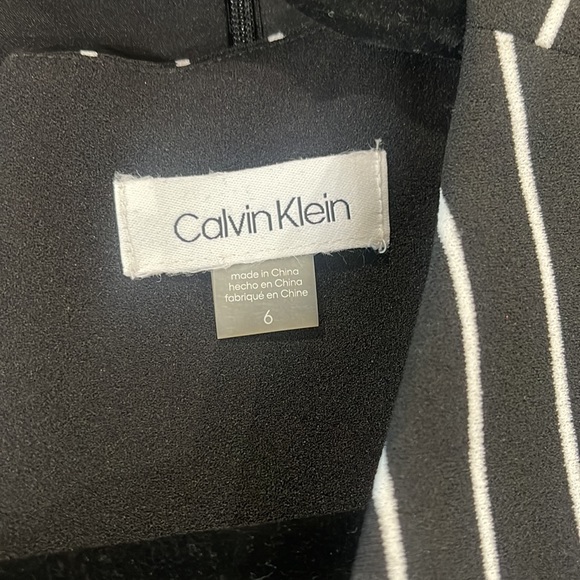 Calvin Klein
made in China
hecho en China
fabriqué en Chine
6